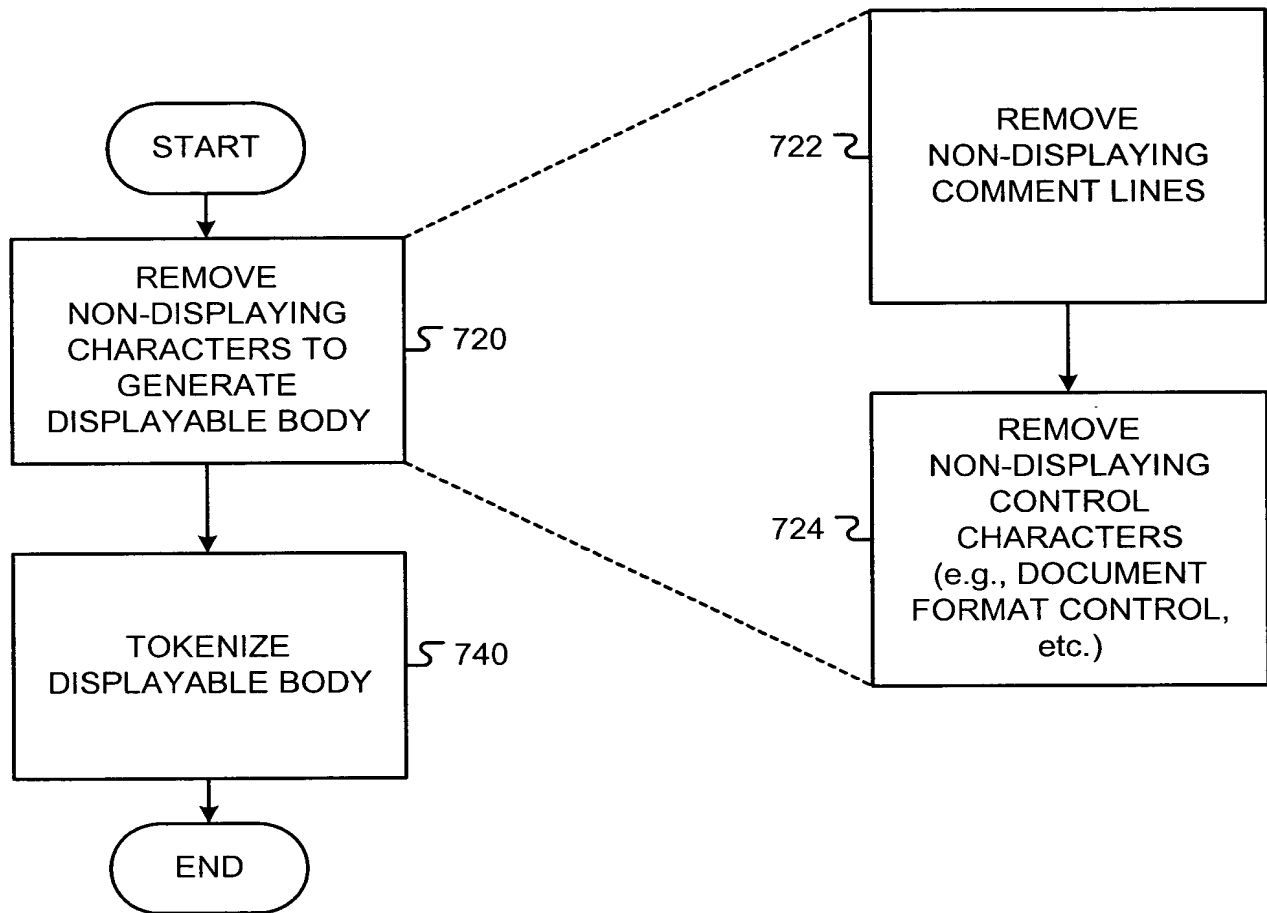 START
REMOVE
NON-DISPLAYING
CHARACTERS TO
GENERATE
DISPLAYABLE BODY
720
TOKENIZE
DISPLAYABLE BODY
740
END
722
REMOVE
NON-DISPLAYING
COMMENT LINES
724
REMOVE
NON-DISPLAYING
CONTROL
CHARACTERS
(e.g., DOCUMENT
FORMAT CONTROL,
etc.)